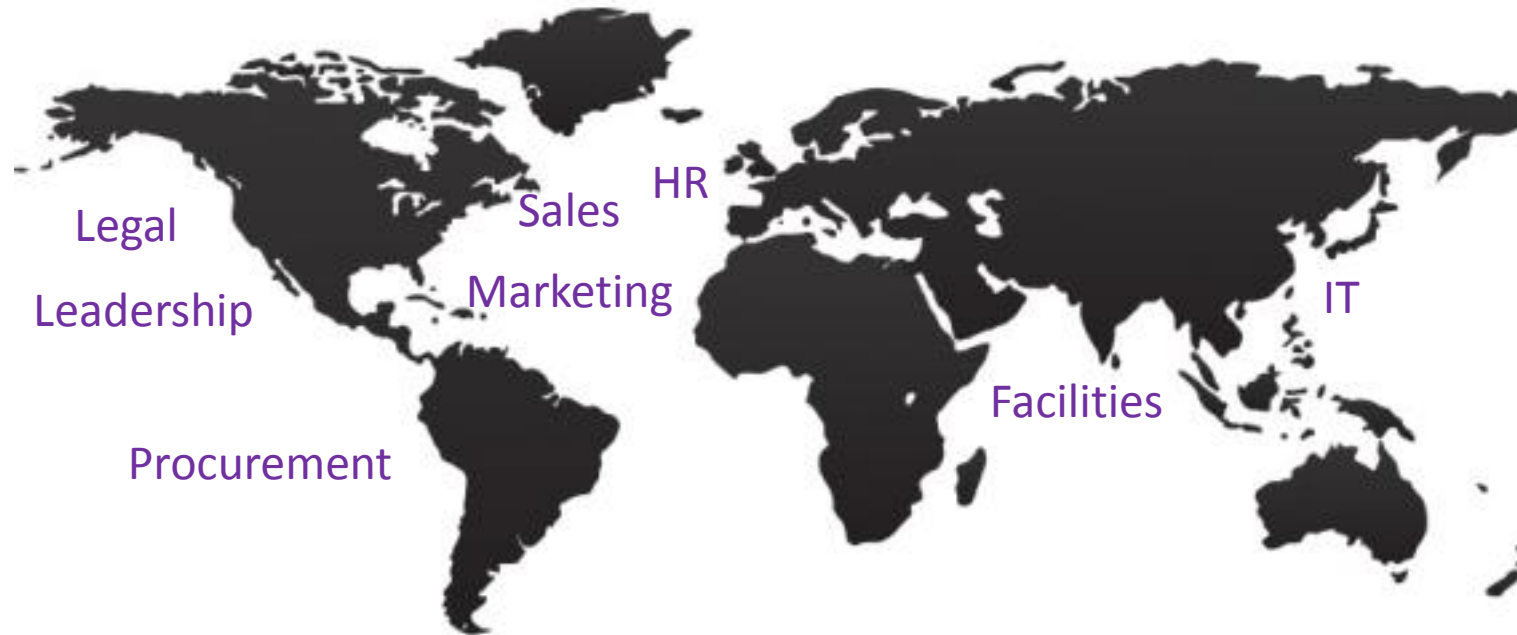 HR
Sales
Legal
Marketing
IT
Leadership
Facilities
Procurement